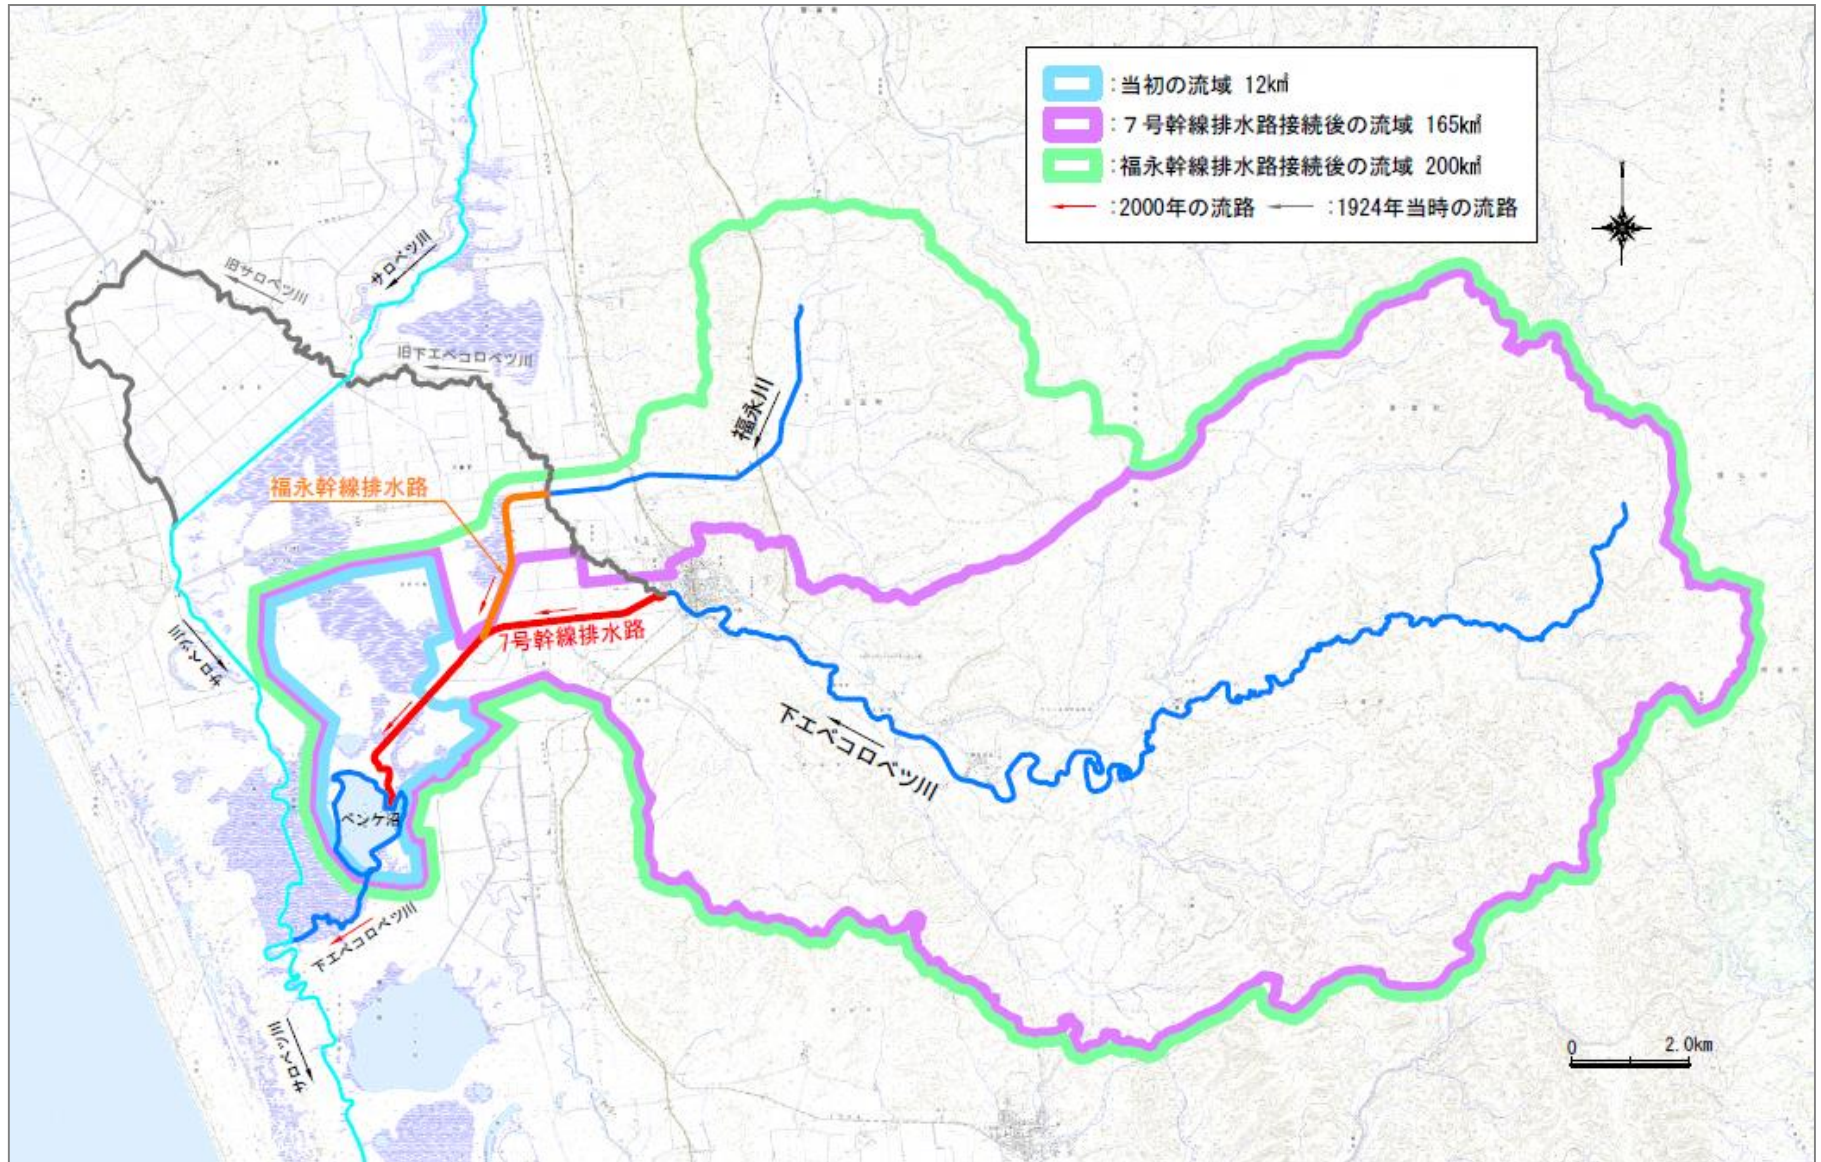 :当初の流域 12k㎡
:７号幹線排水路接続後の流域 165k㎡
:福永幹線排水路接続後の流域 200k㎡
:2000年の流路
:1924年当時の流路
サロベツ川
旧サロベツ川
旧下エベコロベツ川
福永川
福永幹線排水路
7号幹線排水路
サロベツ川
下エベコロベツ川
ペンケ沼
下エベコロベツ川
サロベツ川
0
2.0km